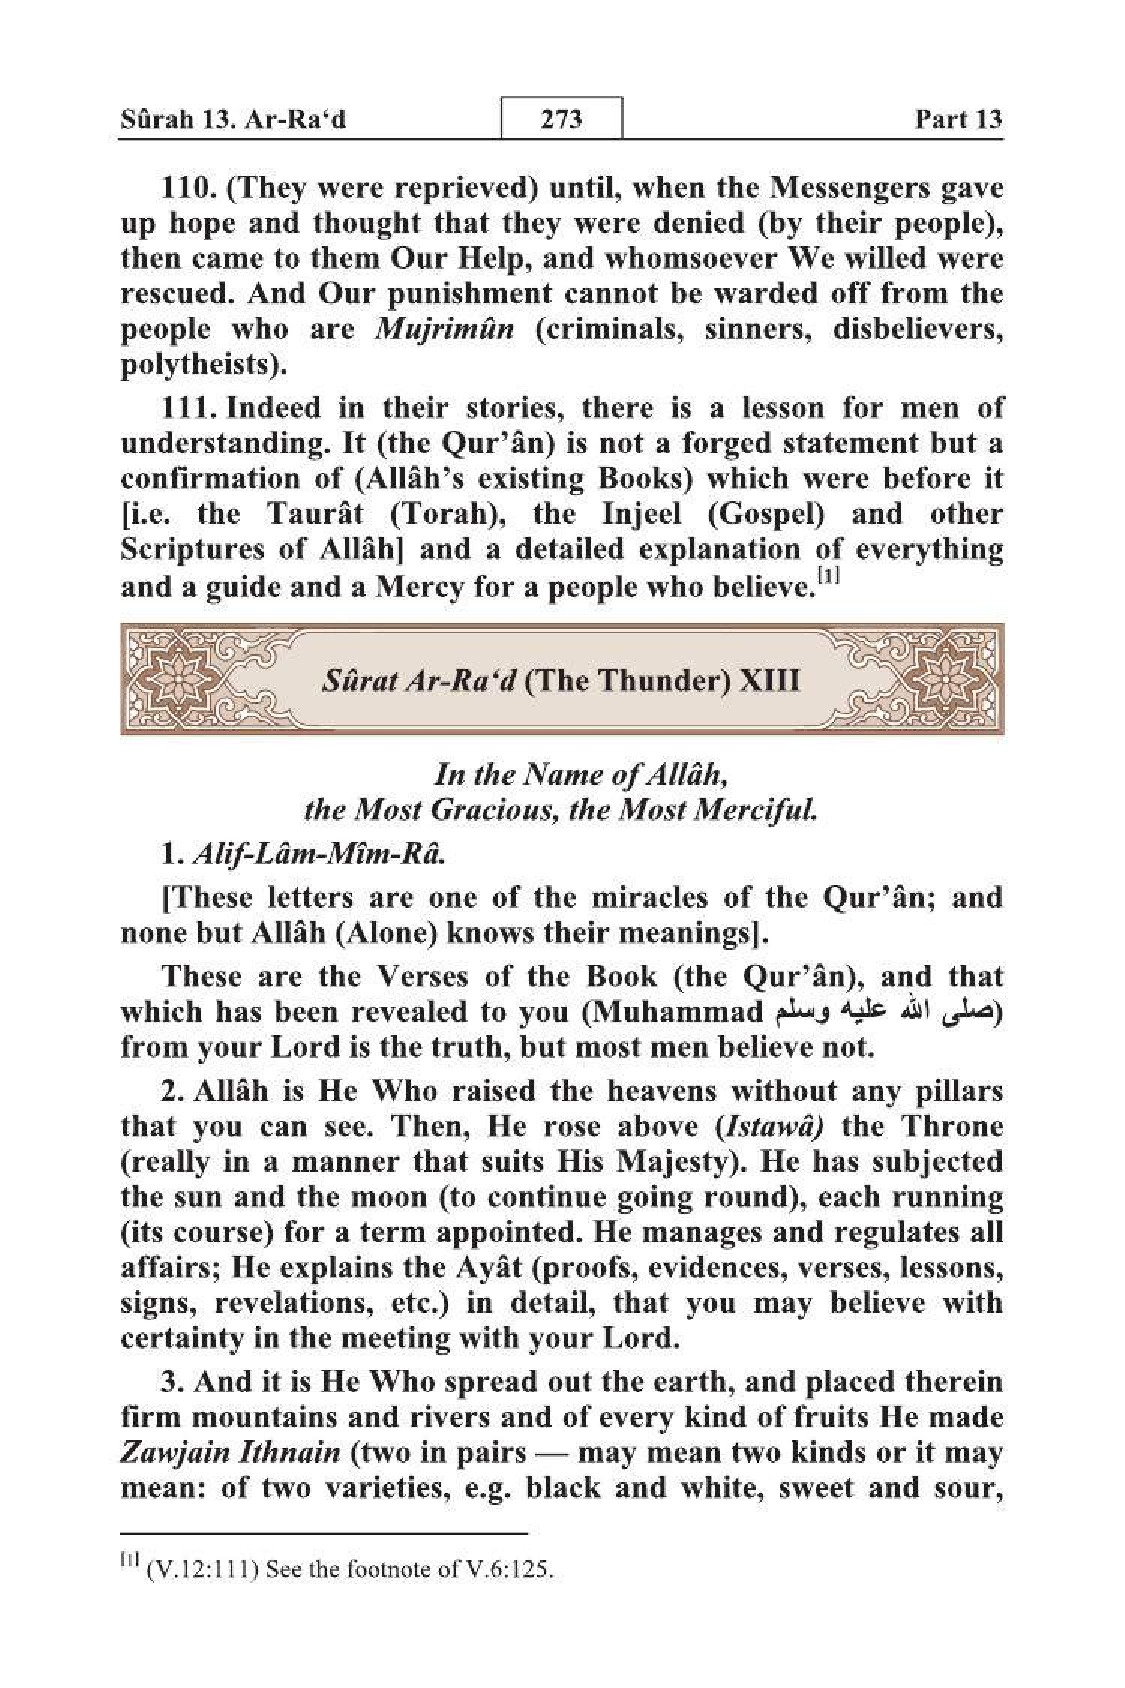 Sûrah 13. Ar-Ra‘d 273 Part 13
110. (They were reprieved) until, when the Messengers gave
up hope and thought that they were denied (by their people),
then came to them Our Help, and whomsoever We willed were
rescued. And Our punishment cannot be warded off from the
people who are Mujrimûn (criminals, sinners, disbelievers,
polytheists).
111. Indeed in their stories, there is a lesson for men of
understanding. It (the Qur’ân) is not a forged statement but a
confirmation of (Allâh’s existing Books) which were before it
[i.e. the Taurât (Torah), the Injeel (Gospel) and other
Scriptures of Allâh] and a detailed explanation of everything
and a guide and a Mercy for a people who believe.[1]
Sûrat Ar-Ra‘d (The Thunder) XIII
In the Name of Allâh,
the Most Gracious, the Most Merciful.
1. Alif-Lâm-Mîm-Râ.
[These letters are one of the miracles of the Qur’ân; and
none but Allâh (Alone) knows their meanings].
These are the Verses of the Book (the Qur’ân), and that
which has been revealed to you (Muhammad صلى الله عليه وسلم)
from your Lord is the truth, but most men believe not.
2. Allâh is He Who raised the heavens without any pillars
that you can see. Then, He rose above (Istawâ) the Throne
(really in a manner that suits His Majesty). He has subjected
the sun and the moon (to continue going round), each running
(its course) for a term appointed. He manages and regulates all
affairs; He explains the Ayât (proofs, evidences, verses, lessons,
signs, revelations, etc.) in detail, that you may believe with
certainty in the meeting with your Lord.
3. And it is He Who spread out the earth, and placed therein
firm mountains and rivers and of every kind of fruits He made
Zawjain Ithnain (two in pairs — may mean two kinds or it may
mean: of two varieties, e.g. black and white, sweet and sour,
[1] (V.12:111) See the footnote of V.6:125.